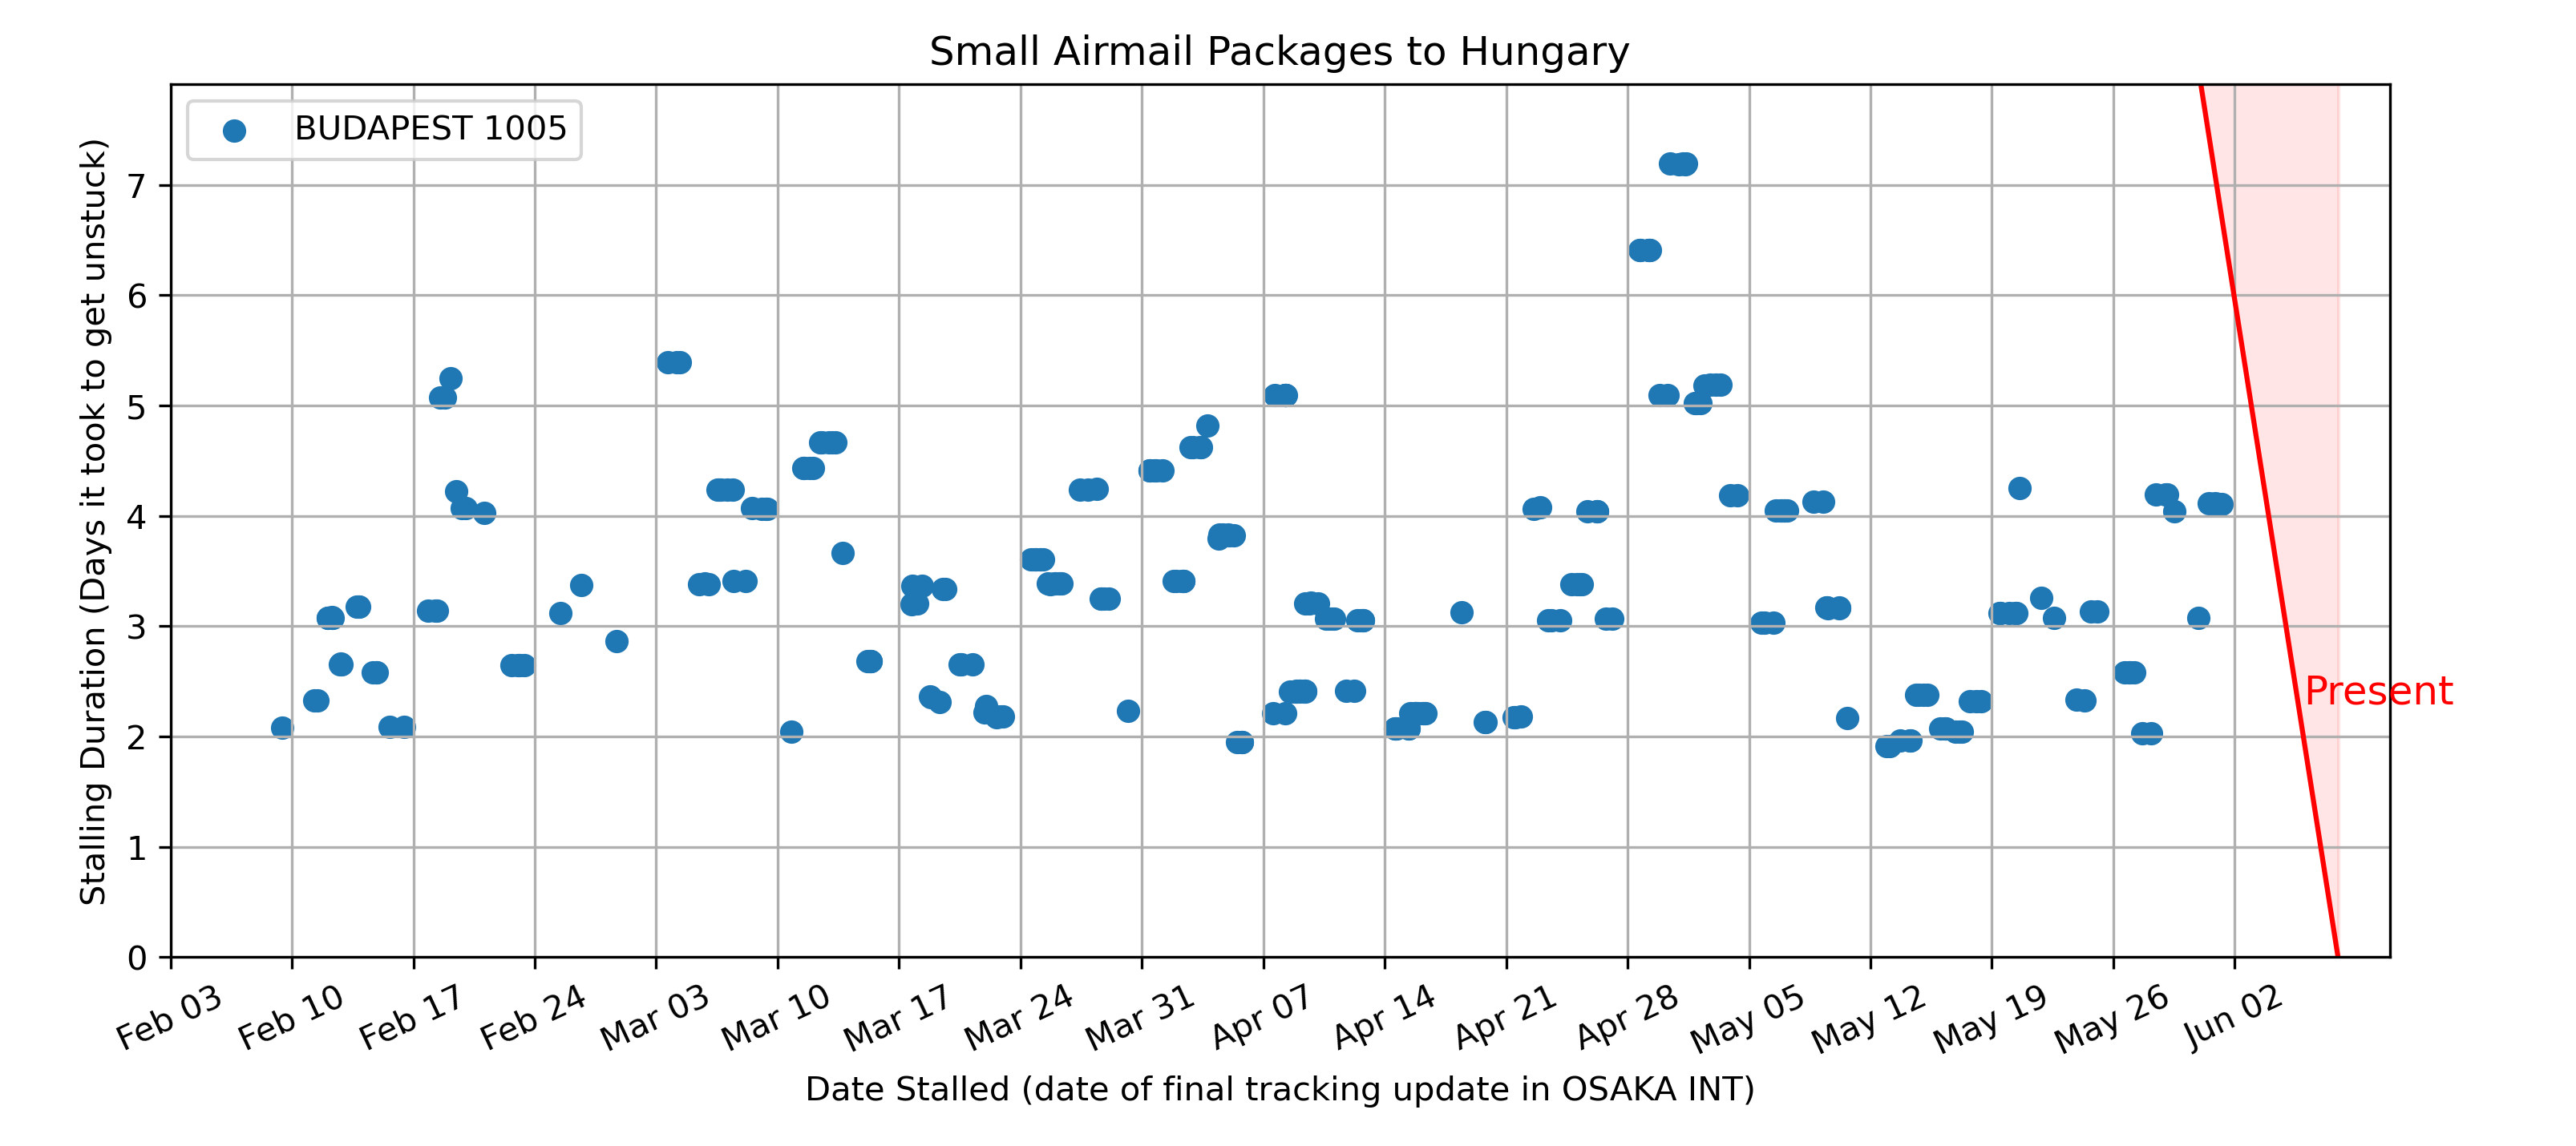 Small Airmail Packages to Hungary
BUDAPEST 1005
Stalling Duration (Days it took to get unstuck)
7
6
5
4
3
2
1
0
Present
Feb 03 Feb 10 Feb 17 Feb 24 Mar 03 Mar 10 Mar 17 Mar 24 Mar 31 Apr 07 Apr 14 Apr 21 Apr 28 May 05 May 12 May 19 May 26 Jun 02
Date Stalled (date of final tracking update in OSAKA INT)